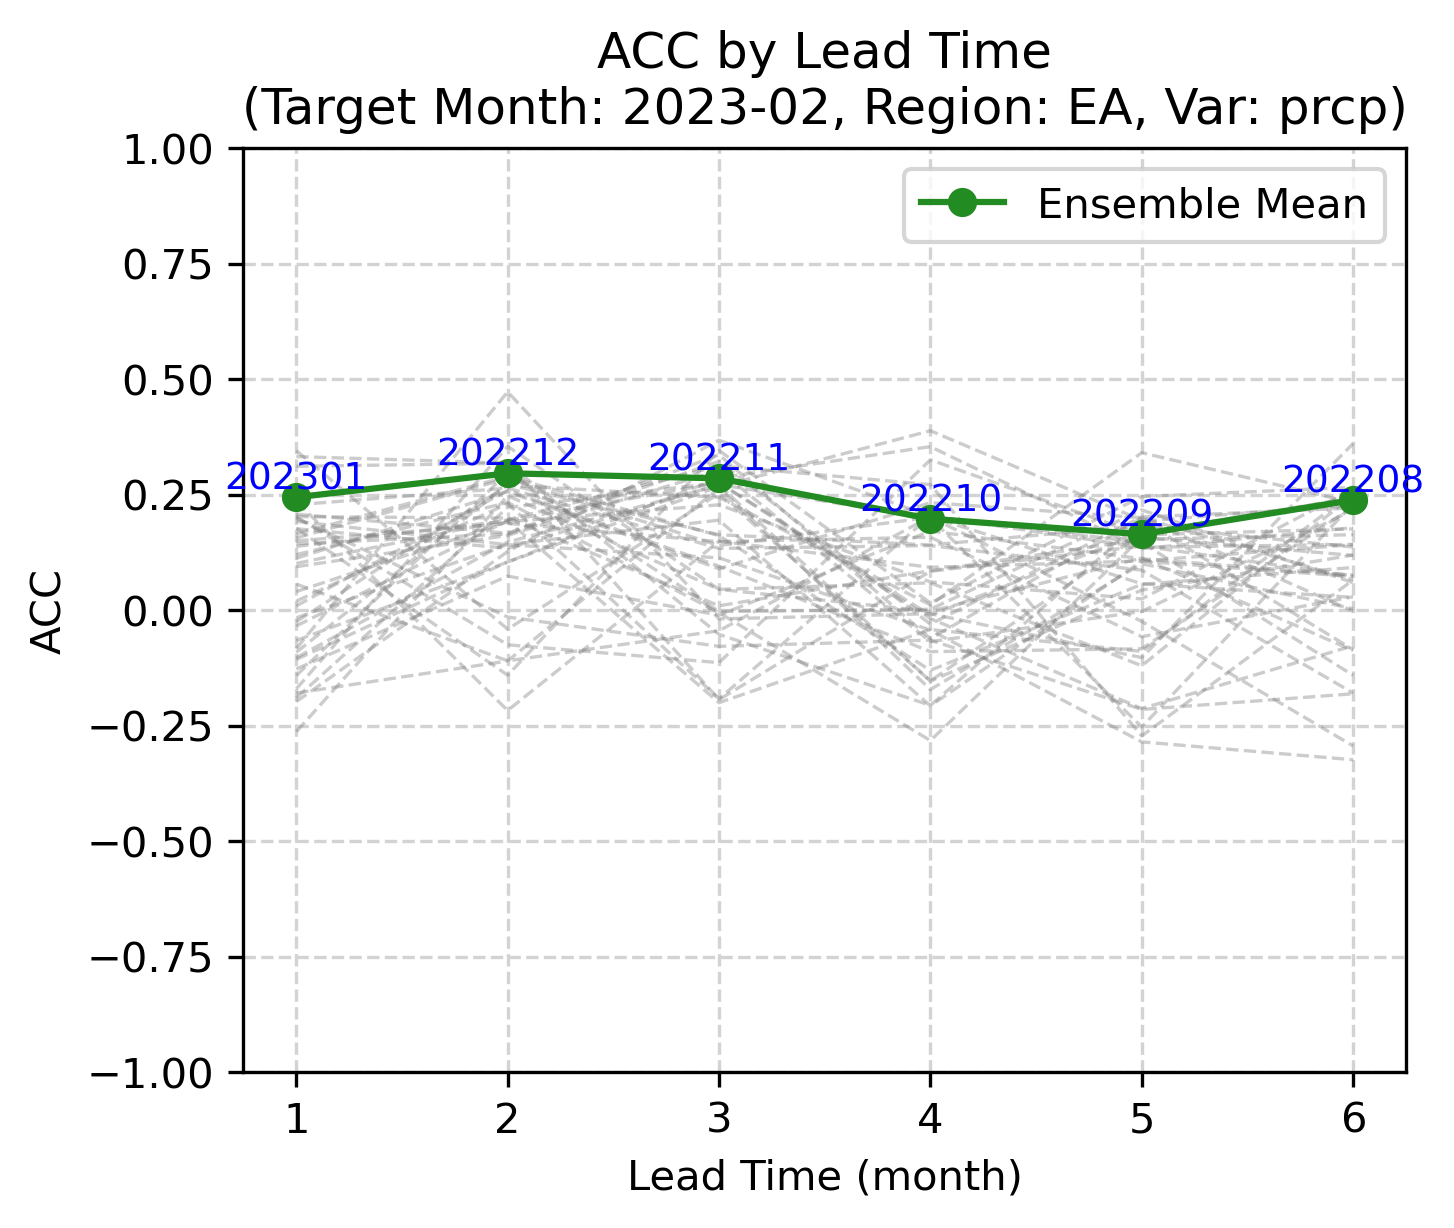 ACC by Lead Time
(Target Month: 2023-02, Region: EA, Var: prcp)
Ensemble Mean
1.00
0.75
0.50
0.25
0.00
−0.25
−0.50
−0.75
−1.00
ACC
202301
202212
202211
202210
202209
202208
1 2 3 4 5 6
Lead Time (month)